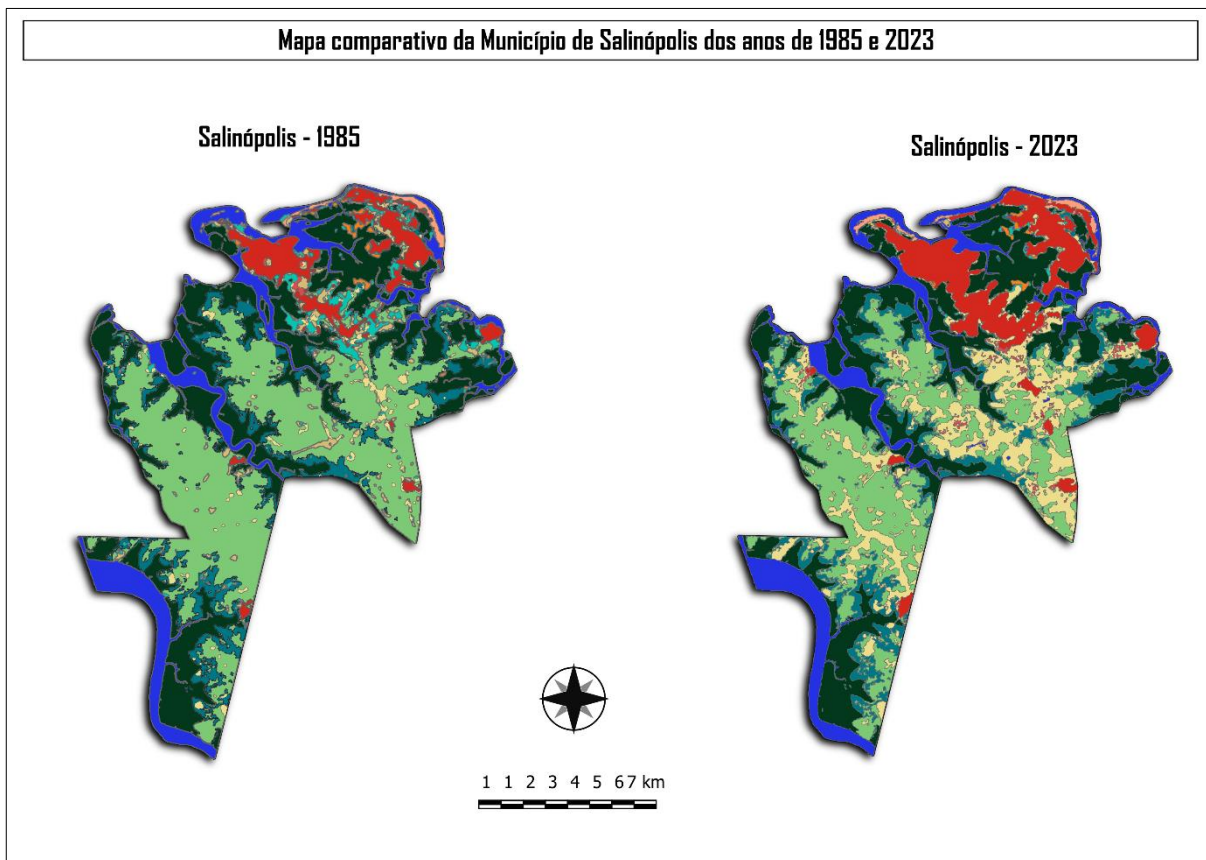 Mapa comparativo da Município de Salinópolis dos anos de 1985 e 2023
Salinópolis - 1985
Salinópolis - 2023
1 1 2 3 4 5 67 km